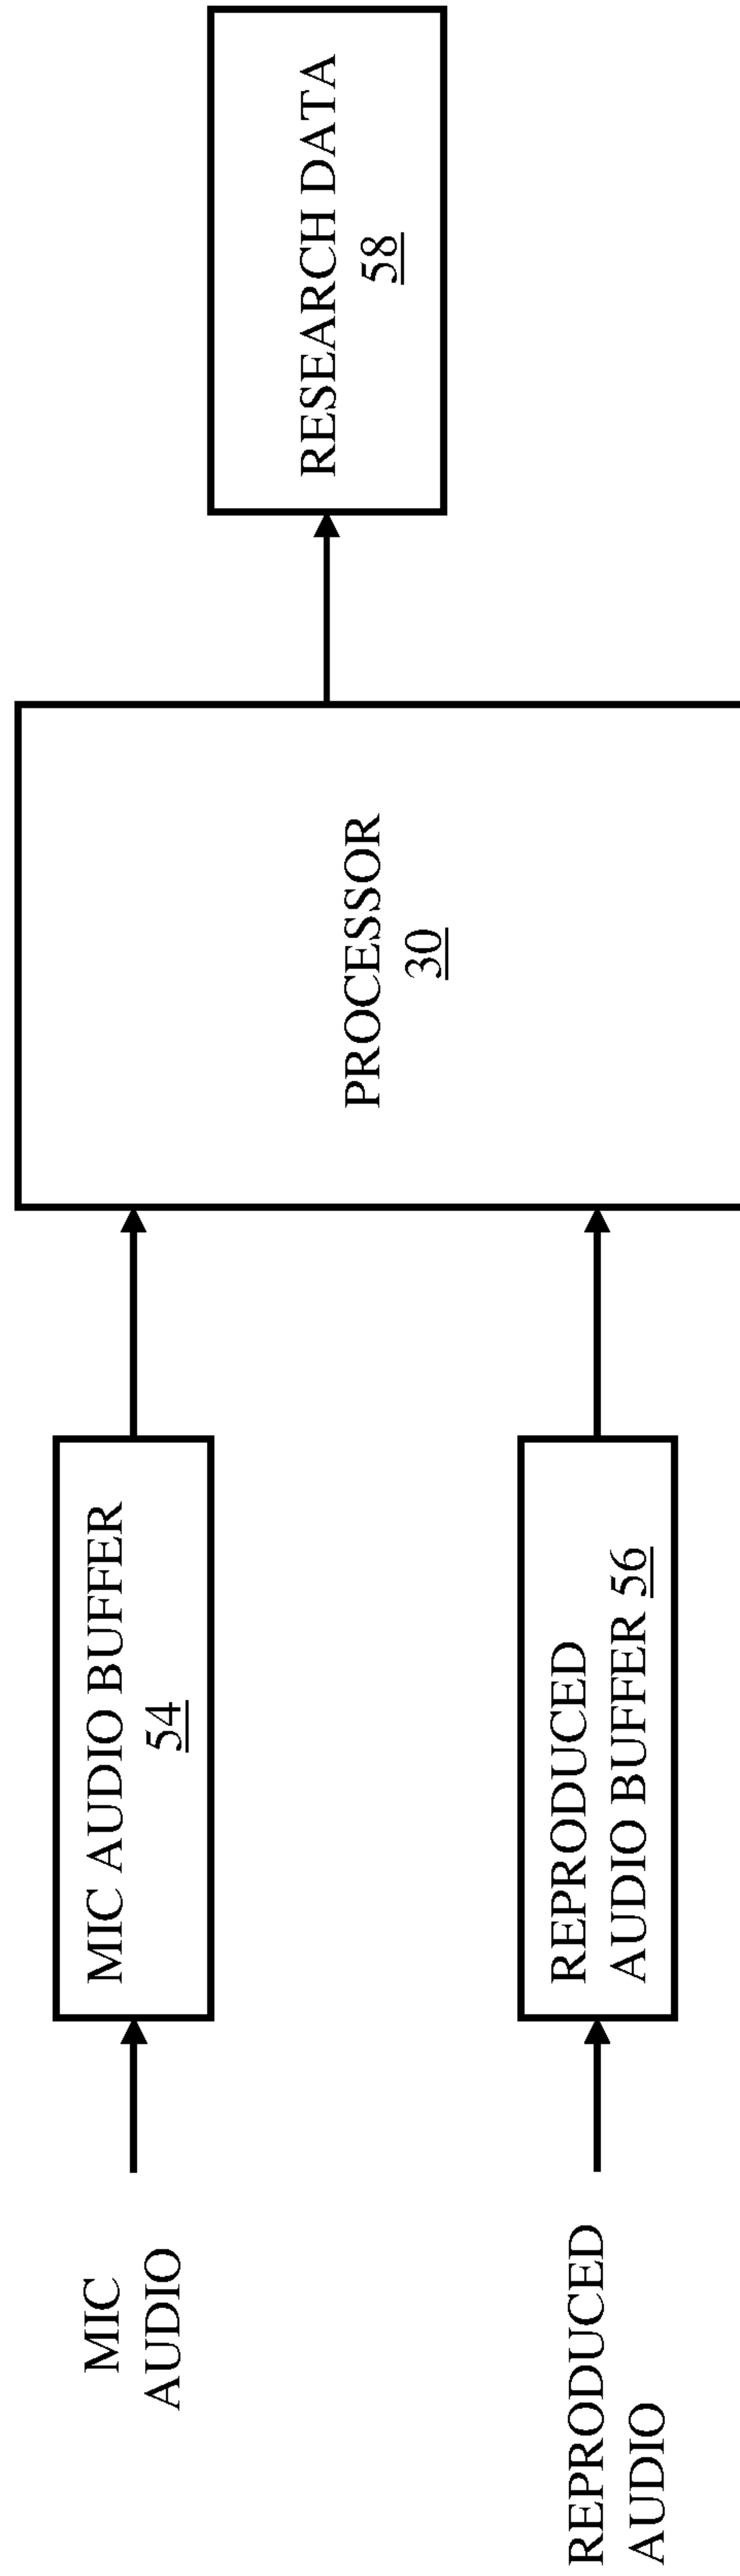 MIC
AUDIO
MIC AUDIO BUFFER
54
REPRODUCED
AUDIO
REPRODUCED
AUDIO BUFFER 56
PROCESSOR
30
RESEARCH DATA
58